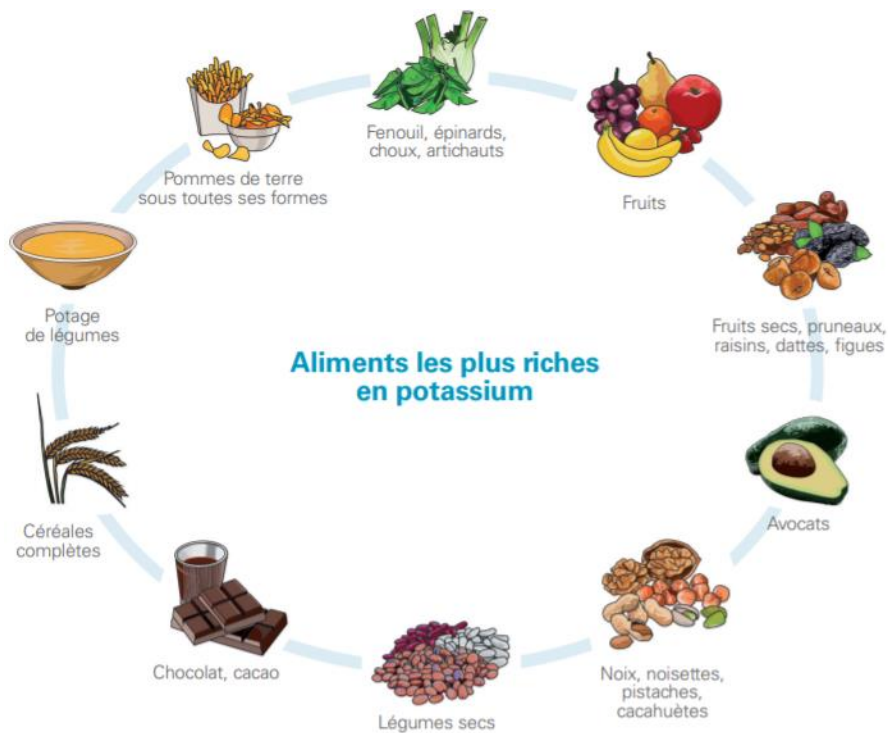 Aliments les plus riches
en potassium
Fenouil, épinards,
choux, artichauts
Fruits
Fruits secs, pruneaux,
raisins, dattes, figues
Avocats
Noix, noisettes,
pistaches,
cacahuètes
Légumes secs
Chocolat, cacao
Céréales
complètes
Potage
de légumes
Pommes de terre
sous toutes ses formes